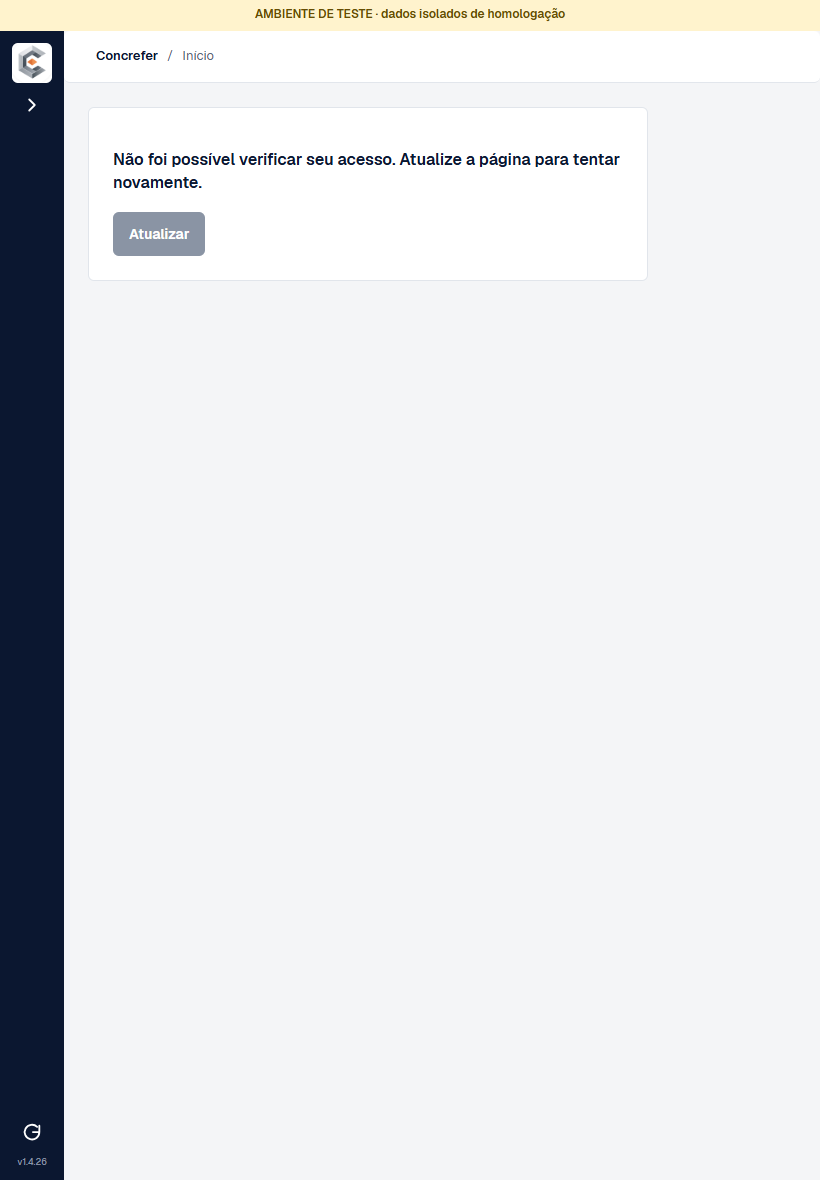 AMBIENTE DE TESTE · dados isolados de homologação
Concrefer / Início
Não foi possível verificar seu acesso. Atualize a página para tentar
novamente.
Atualizar
v1.4.26